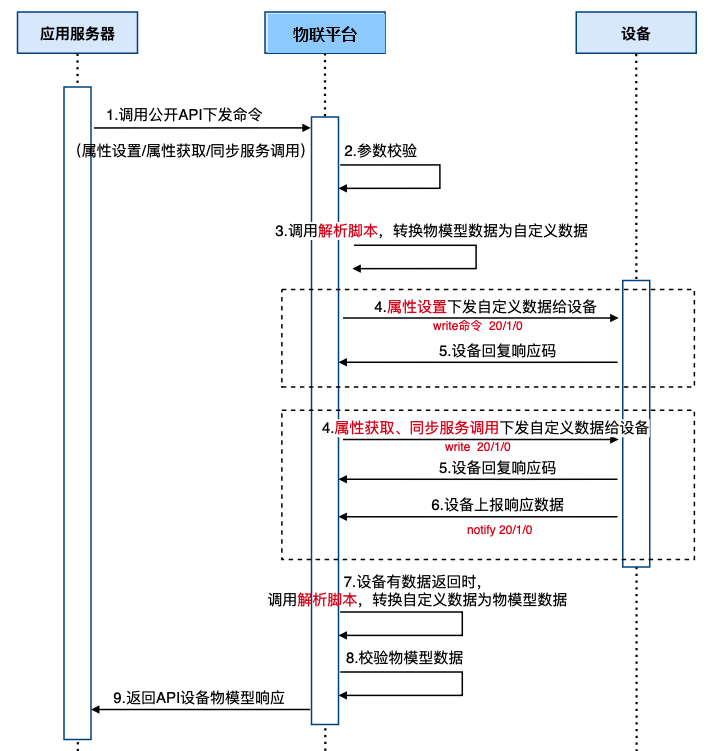 应用服务器
物联平台
设备
1.调用公开API下发命令
(属性设置/属性获取/同步服务调用)
2.参数校验
3.调用解析脚本，转换物模型数据为自定义数据
4.属性设置下发自定义数据给设备
write命令 20/1/0
5.设备回复响应码
4.属性获取、同步服务调用下发自定义数据给设备
write 20/1/0
5.设备回复响应码
6.设备上报响应数据
notify 20/1/0
7.设备有数据返回时，
调用解析脚本，转换自定义数据为物模型数据
8.校验物模型数据
9.返回API设备物模型响应